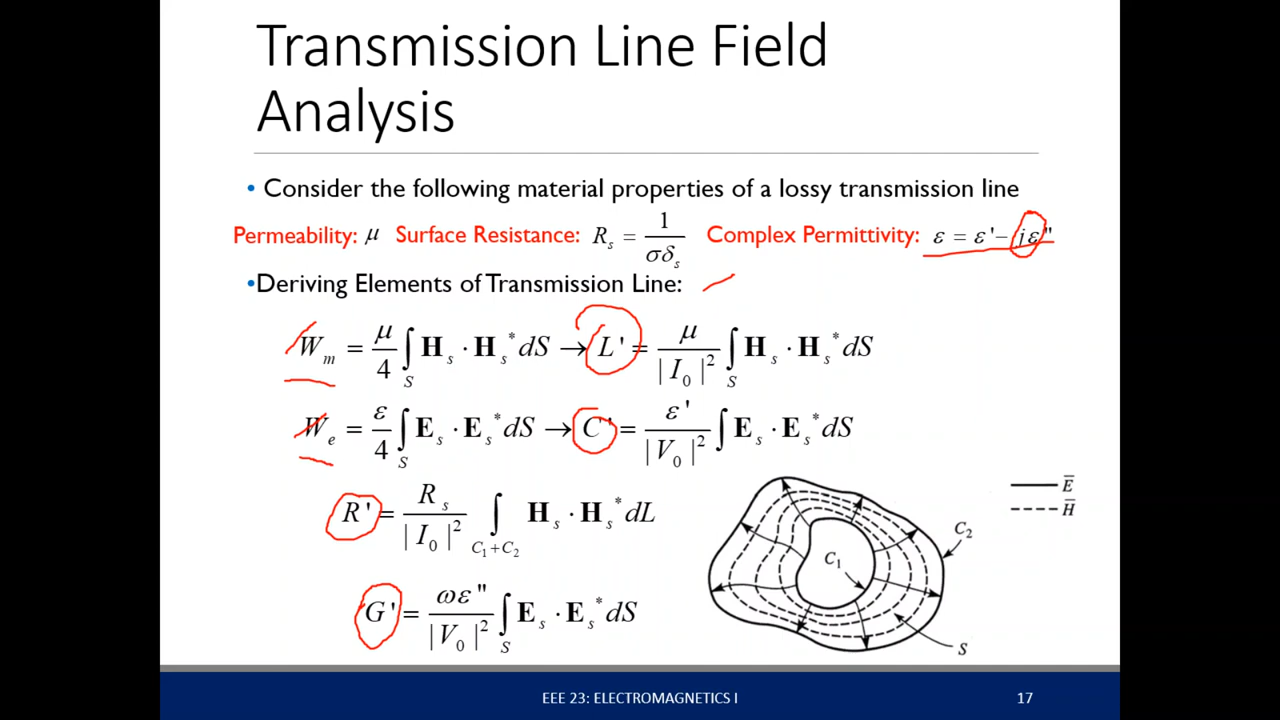 Transmission Line Field
Analysis
• Consider the following material properties of a lossy transmission line
Permeability: μ Surface Resistance: R_s = 1/(σδ_s) Complex Permittivity: ε = ε' − jε''
•Deriving Elements of Transmission Line:
W_m = μ/4 ∫_S H_s · H_s^* dS → L' = μ/|I_0|^2 ∫_S H_s · H_s^* dS
W_e = ε/4 ∫_S E_s · E_s^* dS → C' = ε'/|V_0|^2 ∫ E_s · E_s^* dS
R' = R_s/|I_0|^2 ∫_{C_1+C_2} H_s · H_s^* dL
G' = ωε''/|V_0|^2 ∫_S E_s · E_s^* dS
E̅
H̅
C_2
C_1
S
EEE 23: ELECTROMAGNETICS I
17